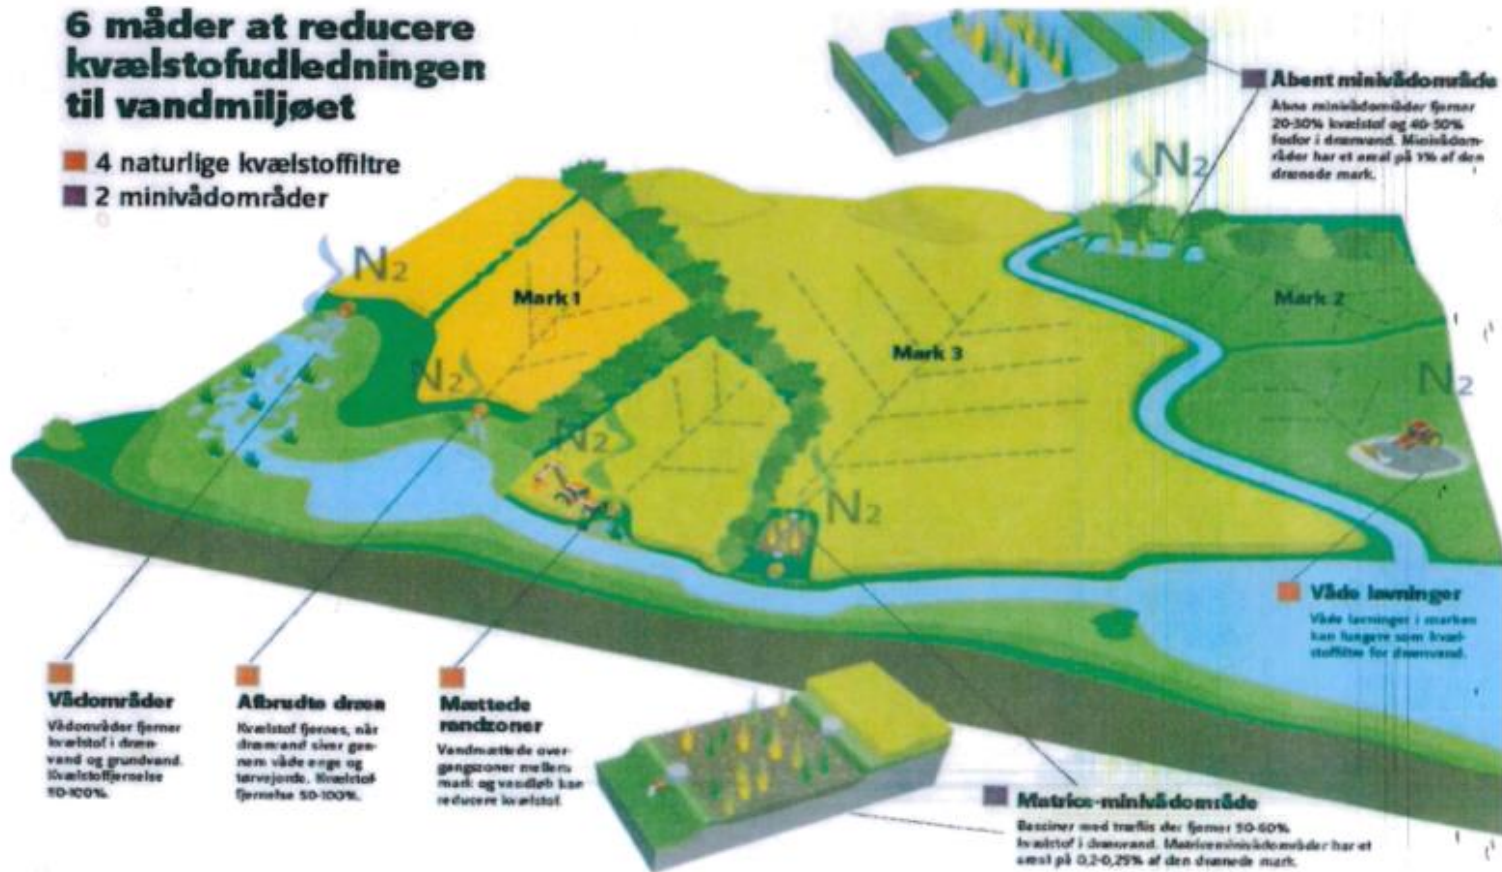 6 måder at reducere
kvælstofudledningen
til vandmiljøet
4 naturlige kvælstoffiltre
2 minivådområder
Åbent minivådområde
Åbne minivådområder fjerner
20-30% kvælstof og 40-50%
fosfor i drænvand. Minivådom-
råder har et areal på 1% af den
drænede mark.
N2
N2
Mark 1
Mark 2
Mark 3
N2
N2
N2
N2
Våde lavninger
Våde lavninger i marken
kan fungere som kvæl-
stoffiltre for drænvand.
Vådområder
Vådområder fjerner
kvælstof i dræn-
vand og grundvand.
Kvælstoffjernelse
Afbrudte dræn
Kvælstof fjernes, når
drænvand siver gen-
nem våde enge og
tørvejorde. Kvælstof-
fjernelse 50-100%.
Mættede
randzoner
Vandmættede over-
gangszoner mellem
mark og vandløb kan
reducere kvælstof.
Matrice-minivådområde
Bassiner med træflis der fjerner 50-60%
kvælstof i drænvand. Matriceminivådområder har et
areal på 0,2-0,25% af den drænede mark.